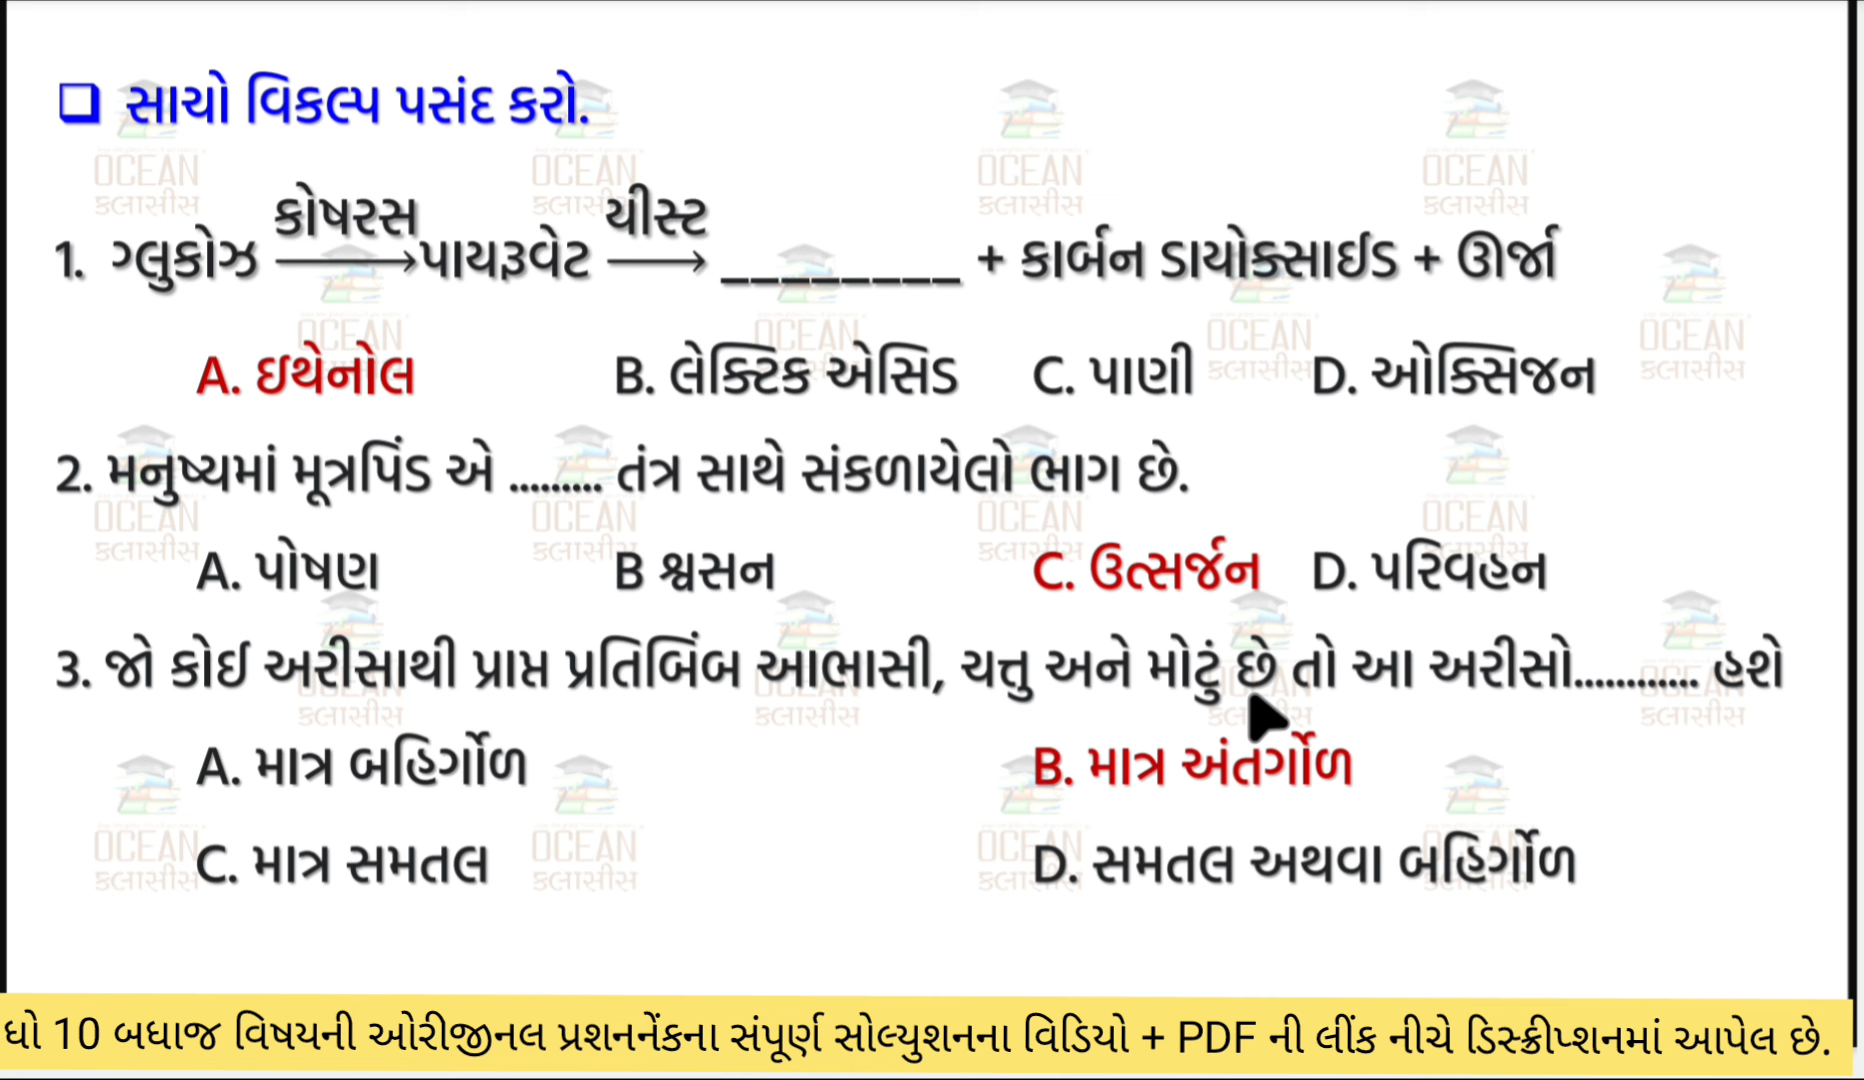 ❑ સાચો વિકલ્પ પસંદ કરો.
કોષરસ યીસ્ટ
1. ગ્લુકોઝ ⟶ પાયરૂવેટ ⟶ ________ + કાર્બન ડાયોક્સાઈડ + ઊર્જા
A. ઇથેનોલ B. લેક્ટિક એસિડ C. પાણી D. ઓક્સિજન
2. મનુષ્યમાં મૂત્રપિંડ એ ......... તંત્ર સાથે સંકળાયેલો ભાગ છે.
A. પોષણ B શ્વસન C. ઉત્સર્જન D. પરિવહન
3. જો કોઈ અરીસાથી પ્રાપ્ત પ્રતિબિંબ આભાસી, ચત્તુ અને મોટું છે તો આ અરીસો............ હશે
A. માત્ર બહિર્ગોળ B. માત્ર અંતર્ગોળ
C. માત્ર સમતલ D. સમતલ અથવા બહિર્ગોળ
ધો 10 બધાજ વિષયની ઓરીજીનલ પ્રશનનેંકના સંપૂર્ણ સોલ્યુશનના વિડિયો + PDF ની લીંક નીચે ડિસ્ક્રીપ્શનમાં આપેલ છે.
OCEAN
ક્લાસીસ